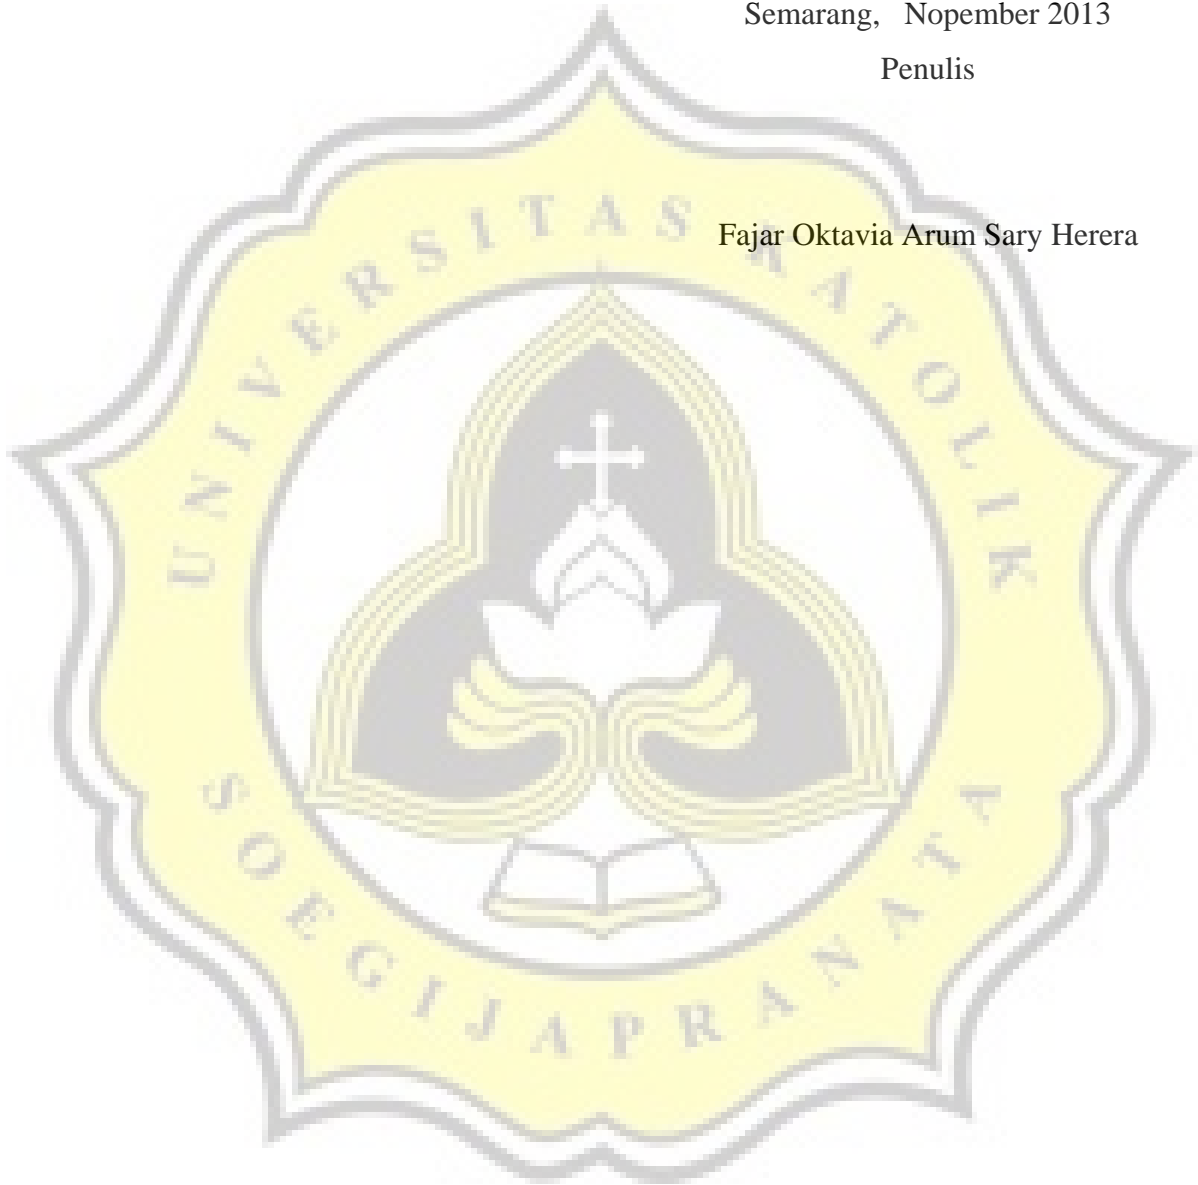 Semarang, Nopember 2013
Penulis
Fajar Oktavia Arum Sary Herera
UNIVERSITAS KATOLIK
SOEGIJAPRANATA